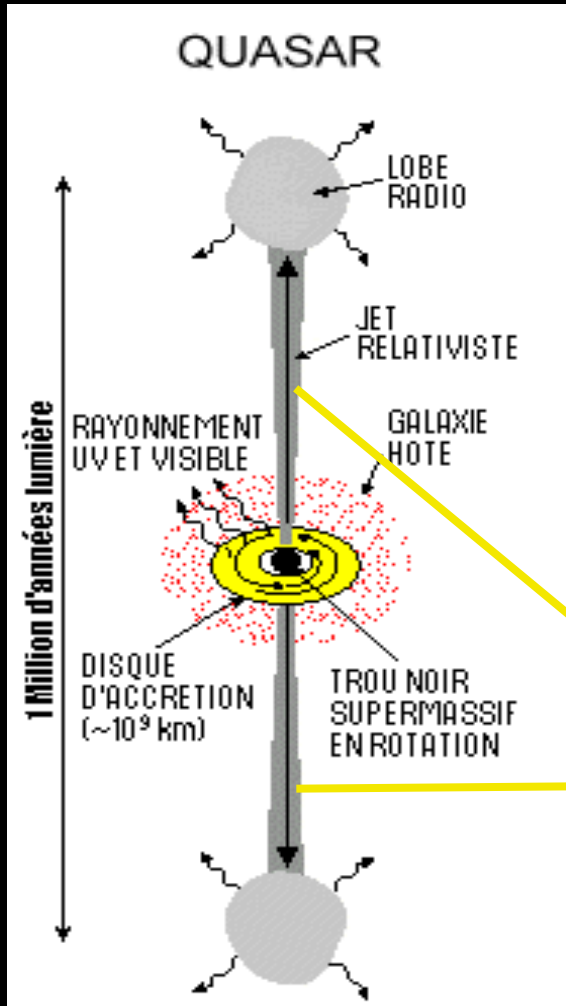 QUASAR
LOBE
RADIO
JET
RELATIVISTE
RAYONNEMENT
UV ET VISIBLE
GALAXIE
HOTE
1 Million d'années lumière
DISQUE
D'ACCRETION
(~10⁹ km)
TROU NOIR
SUPERMASSIF
EN ROTATION